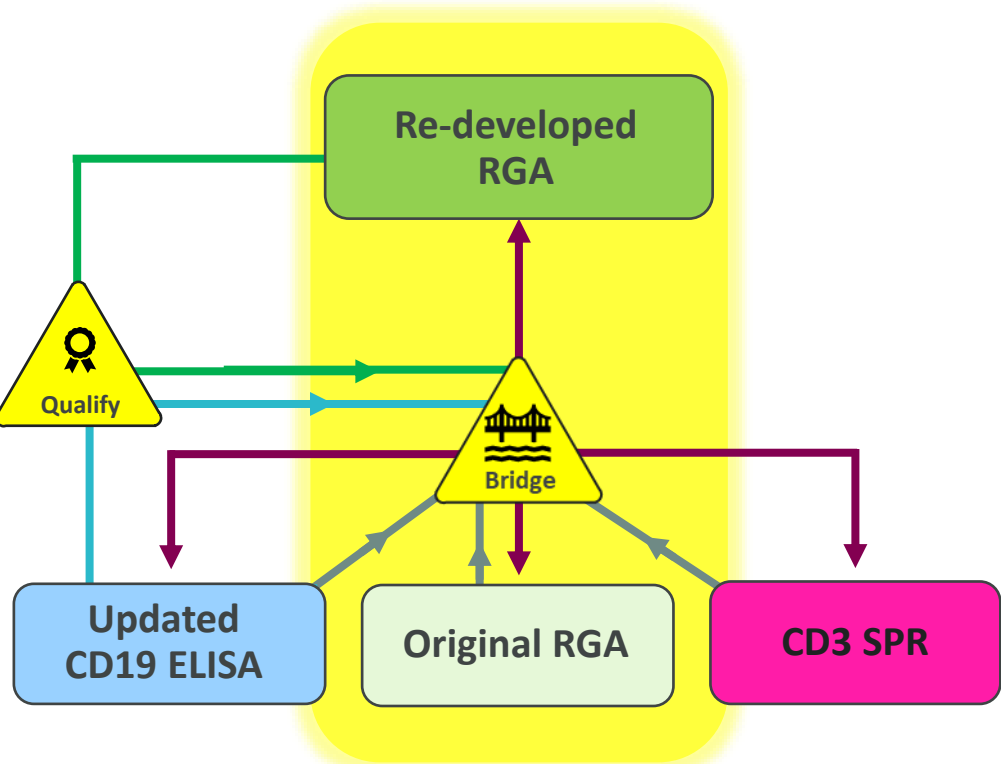 Re-developed
RGA
Qualify
Bridge
Updated
CD19 ELISA
Original RGA
CD3 SPR